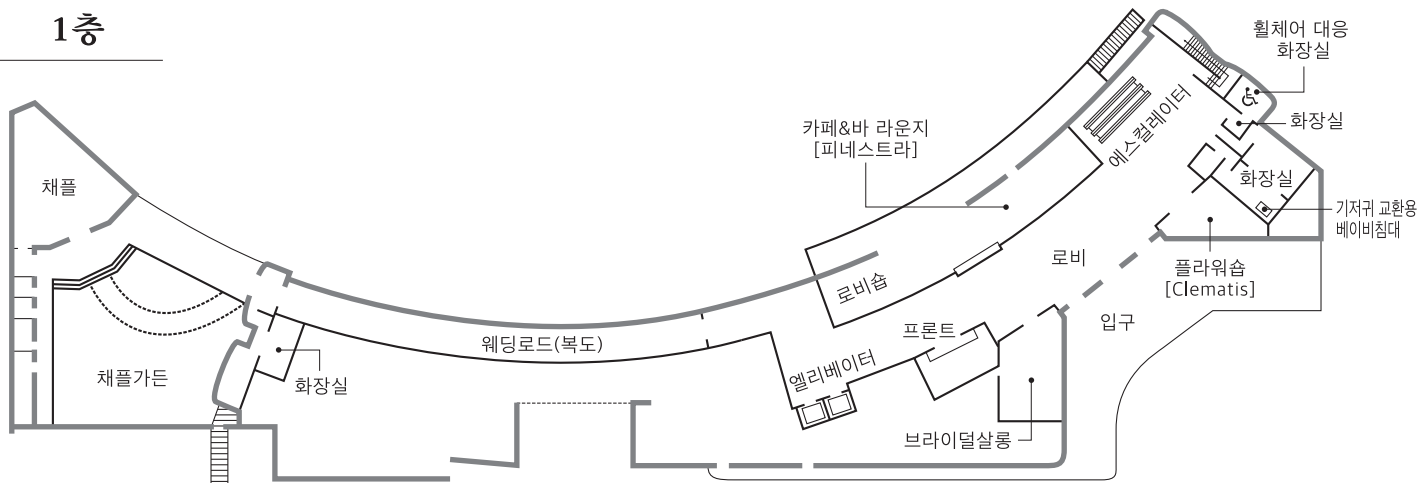 1층
휠체어 대응
화장실
카페&바 라운지
[피네스트라]
에스컬레이터
화장실
채플
화장실
기저귀 교환용
베이비침대
로비
플라워숍
[Clematis]
로비숍
입구
프론트
웨딩로드(복도)
엘리베이터
채플가든
화장실
브라이덜살롱